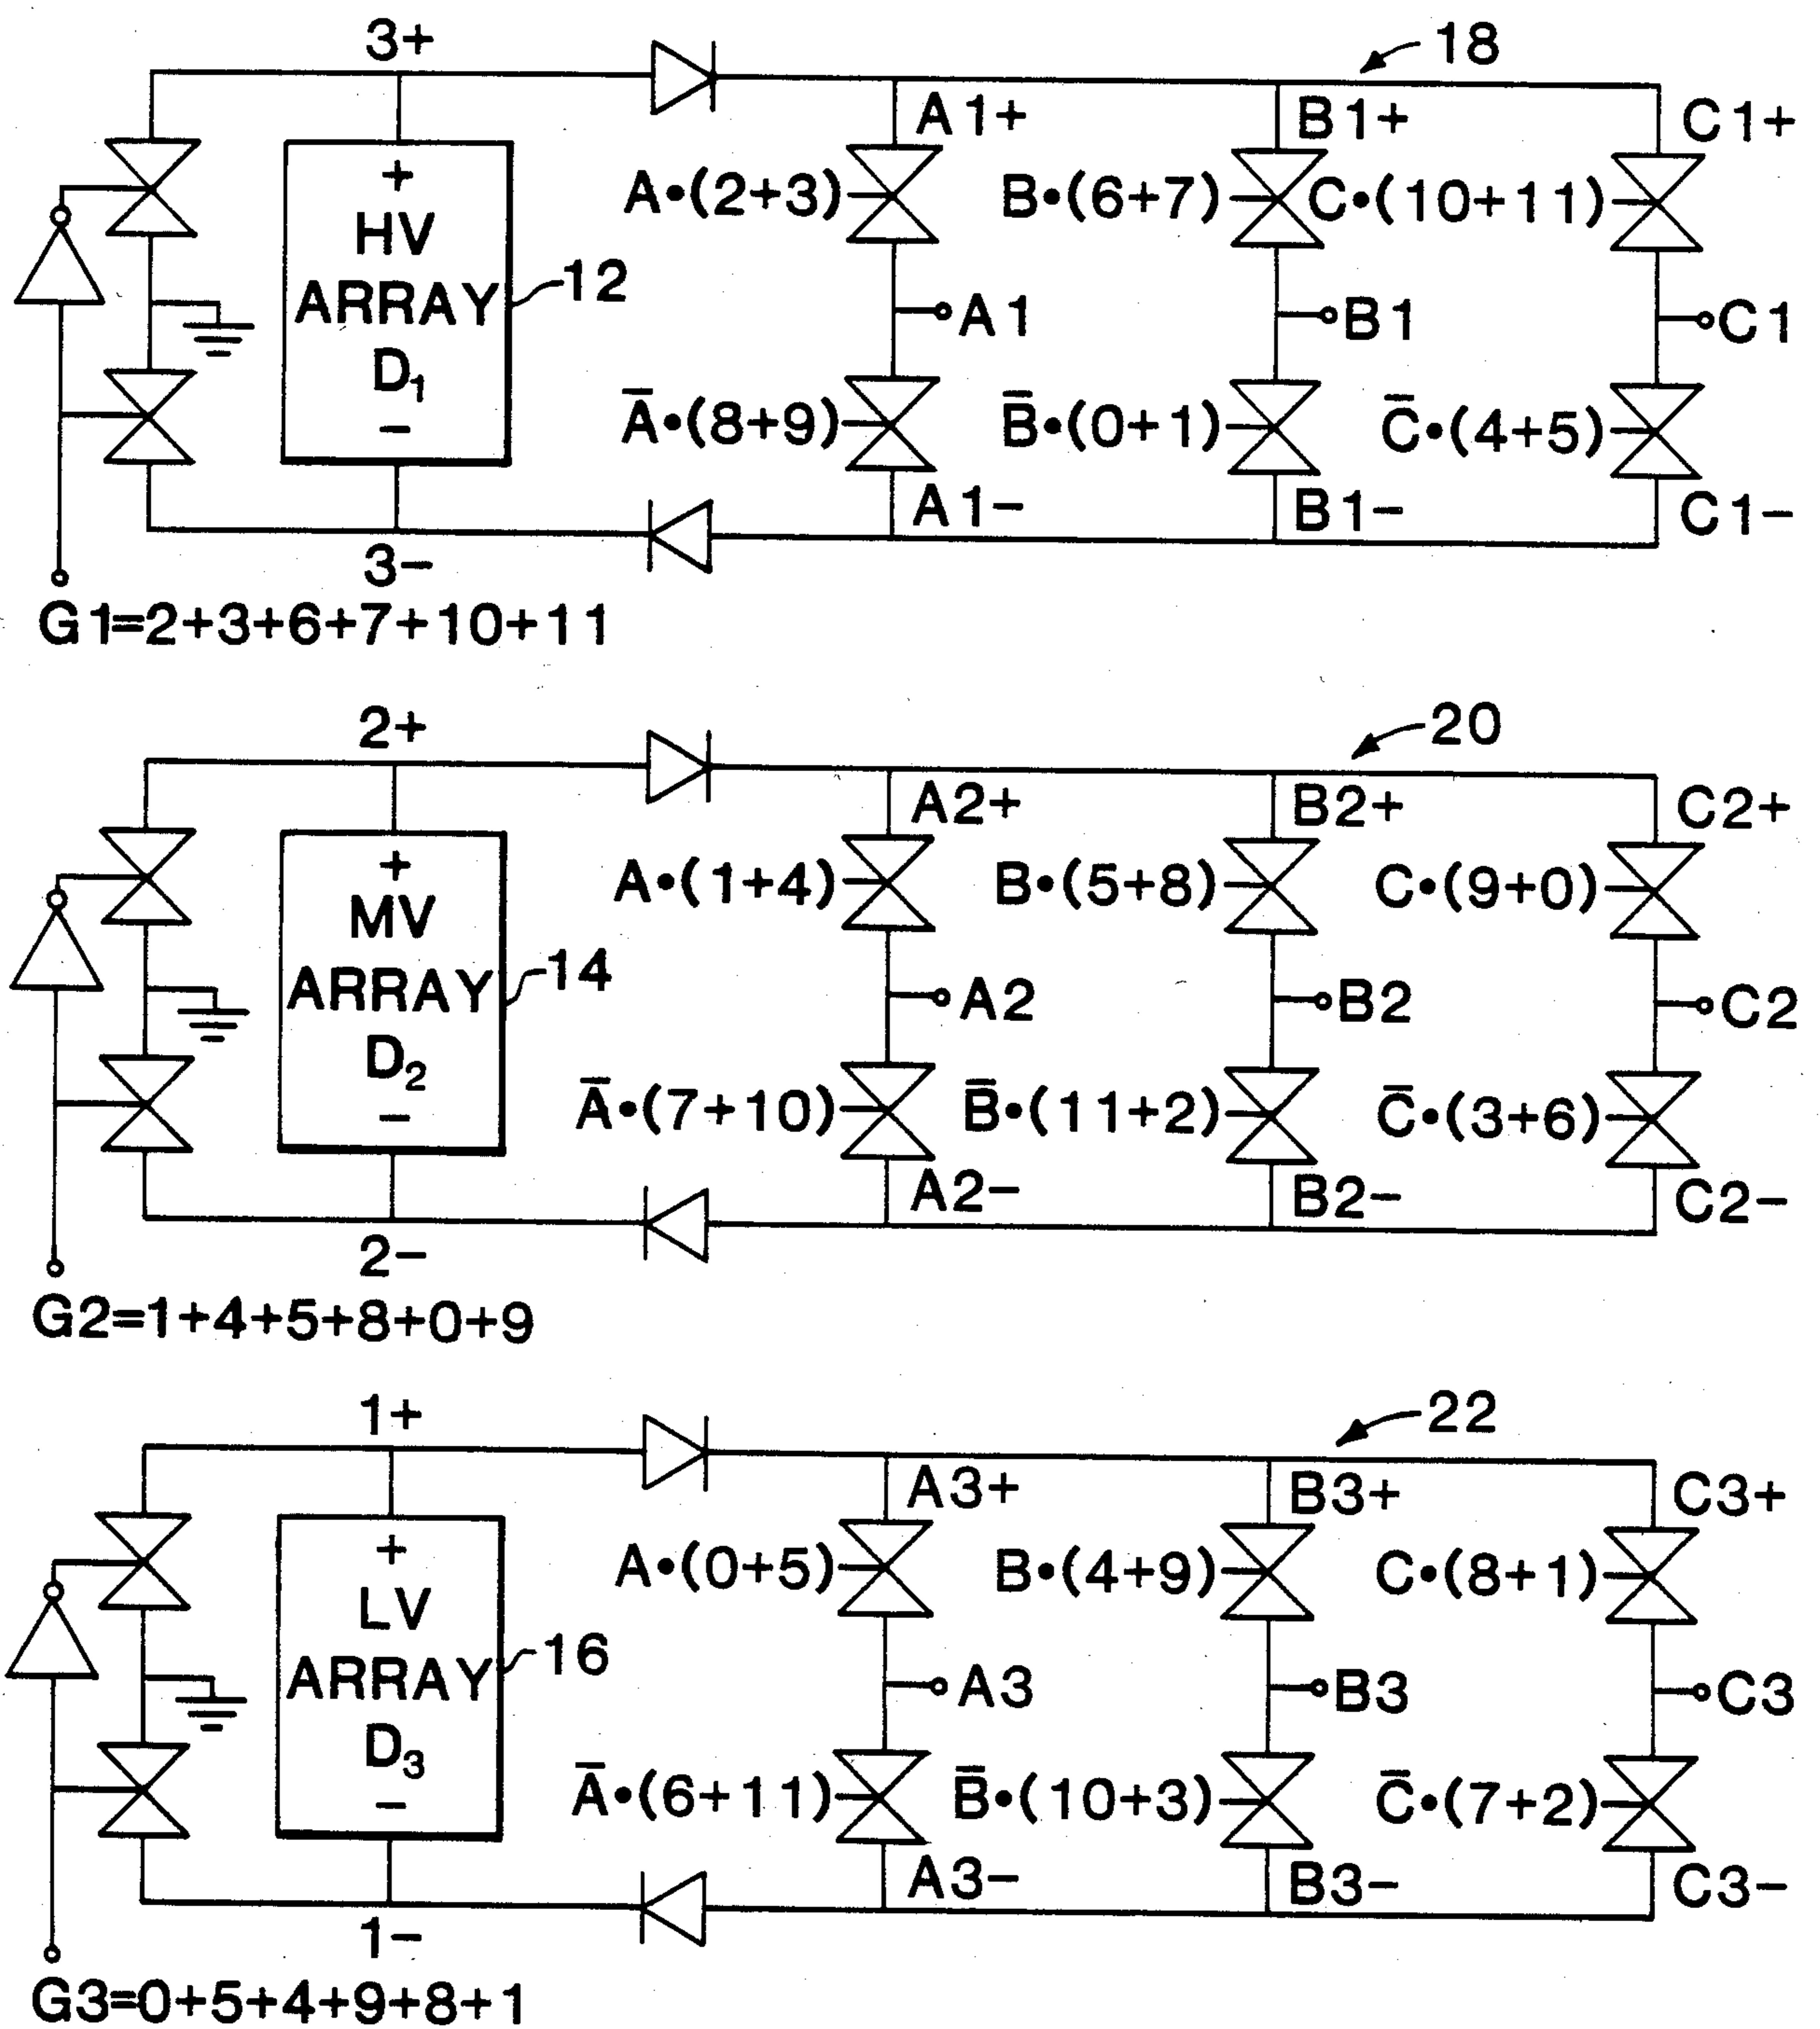 3+
18
A1+
B1+
C1+
+
HV
ARRAY
D₁
−
12
A•(2+3)
B•(6+7)
C•(10+11)
A1
B1
C1
A̅•(8+9)
B̅•(0+1)
C̅•(4+5)
A1−
B1−
C1−
3−
G1=2+3+6+7+10+11
2+
20
A2+
B2+
C2+
+
MV
ARRAY
D₂
−
14
A•(1+4)
B•(5+8)
C•(9+0)
A2
B2
C2
A̅•(7+10)
B̅•(11+2)
C̅•(3+6)
A2−
B2−
C2−
2−
G2=1+4+5+8+0+9
1+
22
A3+
B3+
C3+
+
LV
ARRAY
D₃
−
16
A•(0+5)
B•(4+9)
C•(8+1)
A3
B3
C3
A̅•(6+11)
B̅•(10+3)
C̅•(7+2)
A3−
B3−
C3−
1−
G3=0+5+4+9+8+1